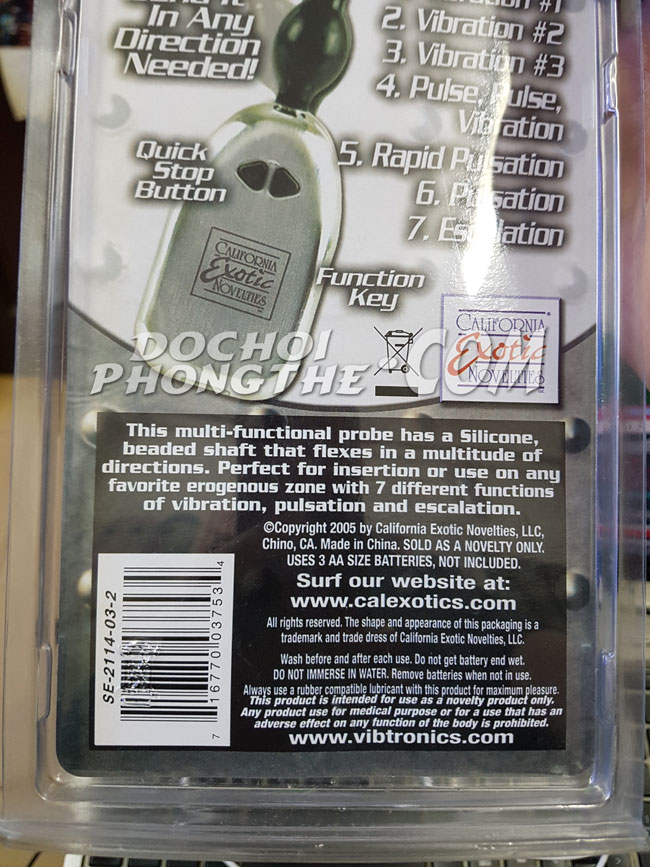 In Any
Direction
Needed!
2. Vibration #2
3. Vibration #3
4. Pulse, Pulse,
Vibration
5. Rapid Pulsation
6. Pulsation
7. Escalation
Quick
Stop
Button
CALIFORNIA
Exotic
NOVELTIES
Function
Key
CALIFORNIA
Exotic
NOVELTIES
DOCHOI
PHONGTHE.COM
This multi-functional probe has a Silicone,
beaded shaft that flexes in a multitude of
directions. Perfect for insertion or use on any
favorite erogenous zone with 7 different functions
of vibration, pulsation and escalation.
©Copyright 2005 by California Exotic Novelties, LLC,
Chino, CA. Made in China. SOLD AS A NOVELTY ONLY.
USES 3 AA SIZE BATTERIES, NOT INCLUDED.
Surf our website at:
www.calexotics.com
All rights reserved. The shape and appearance of this packaging is a
trademark and trade dress of California Exotic Novelties, LLC.
Wash before and after each use. Do not get battery end wet.
DO NOT IMMERSE IN WATER. Remove batteries when not in use.
Always use a rubber compatible lubricant with this product for maximum pleasure.
This product is intended for use as a novelty product only.
Any product use for medical purpose or for a use that has an
adverse effect on any function of the body is prohibited.
www.vibtronics.com
SE-2114-03-2
7 16770 03753 4